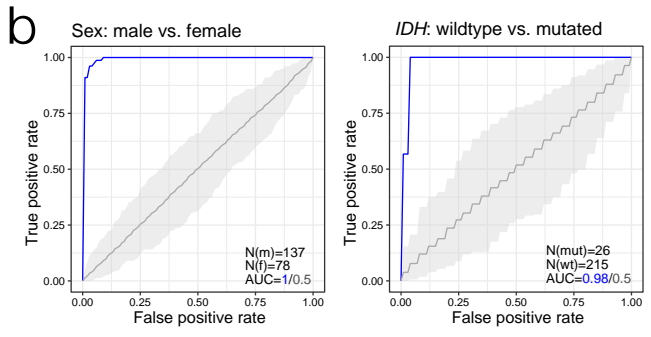 b
Sex: male vs. female
True positive rate
1.00
0.75
0.50
0.25
0.00
N(m)=137
N(f)=78
AUC=1/0.5
0.00 0.25 0.50 0.75 1.00
False positive rate
IDH: wildtype vs. mutated
True positive rate
1.00
0.75
0.50
0.25
0.00
N(mut)=26
N(wt)=215
AUC=0.98/0.5
0.00 0.25 0.50 0.75 1.00
False positive rate